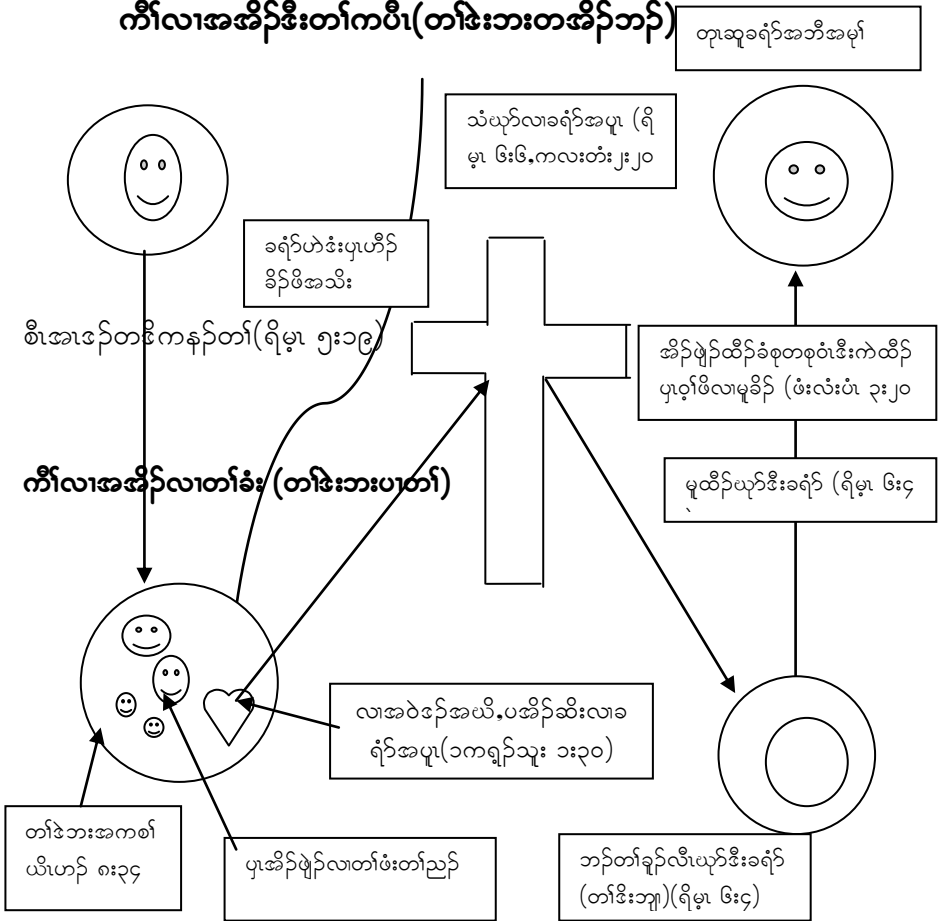 ကီၢ်လၢအအိၣ်ဒီးတၢ်ကပီၤ(တၢ်ဒဲးဘးတအိၣ်ဘၣ်)
တုၤဆူခရံာ်အဘီအမုၢ်
သံဃုာ်လၢခရံာ်အပူၤ (ရိ
မ့ၤ ၆း၆,ကလးတံး၂း၂၀
ခရံာ်ဟဲဒံးပှၤဟီၣ်
ခိၣ်ဖိအသိး
စီၤအၤဒၣ်တဒိကနၣ်တၢ်(ရိမ့ၤ ၅း၁၉)
အိၣ်ဖျဲၣ်ထီၣ်ခံစုတစုဝံၤဒီးကဲထီၣ်
ပှၤဝ့ၢ်ဖိလၢမူခိၣ် (ဖံးလံးပံၤ ၃း၂၀
ကီၢ်လၢအအိၣ်လၢတၢ်ခံး (တၢ်ဒဲးဘးပၢတၢ်)
မူထီၣ်ဃုာ်ဒီးခရံာ် (ရိမ့ၤ ၆း၄
လၢအဝဲဒၣ်အဃိ,ပအိၣ်ဆိးလၢခ
ရံာ်အပူၤ(၁ကရ့ၣ်သူး ၁း၃၀)
တၢ်ဒဲဘးအကစၢ်
ယိၤဟၣ် ၈း၃၄
ပှၤအိၣ်ဖျဲၣ်လၢတၢ်ဖံးတၢ်ညၣ်
ဘၣ်တၢ်ခူၣ်လီၤဃုာ်ဒီးခရံာ်
(တၢ်ဒိးဘျၢ)(ရိမ့ၤ ၆း၄)